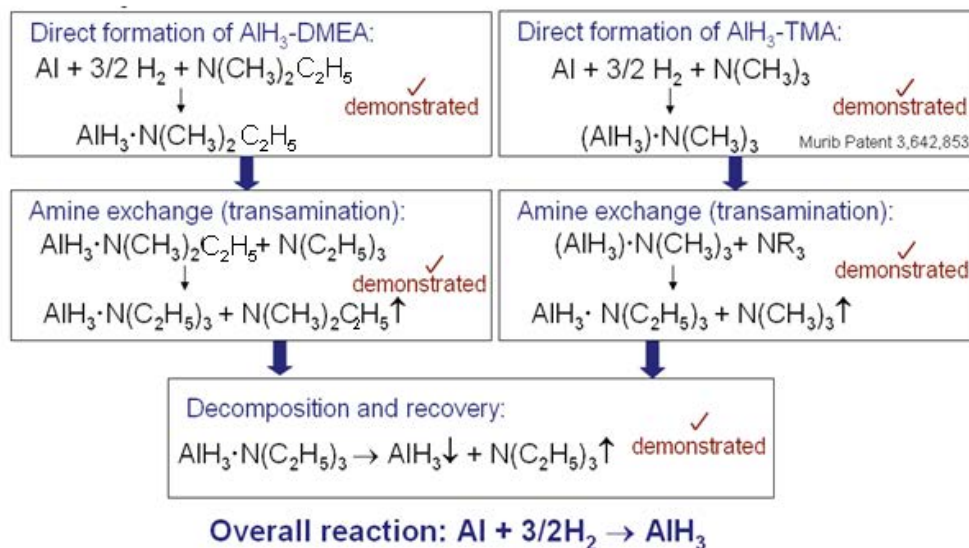 Direct formation of AlH₃-DMEA:
Al + 3/2 H₂ + N(CH₃)₂C₂H₅
↓
AlH₃·N(CH₃)₂C₂H₅
✓
demonstrated
Direct formation of AlH₃-TMA:
Al + 3/2 H₂ + N(CH₃)₃
↓
(AlH₃)·N(CH₃)₃
✓
demonstrated
Murib Patent 3,642,853
Amine exchange (transamination):
AlH₃·N(CH₃)₂C₂H₅+ N(C₂H₅)₃
↓
AlH₃·N(C₂H₅)₃ + N(CH₃)₂C₂H₅↑
✓
demonstrated
Amine exchange (transamination):
(AlH₃)·N(CH₃)₃+ NR₃
↓
AlH₃· N(C₂H₅)₃ + N(CH₃)₃↑
✓
demonstrated
Decomposition and recovery:
AlH₃·N(C₂H₅)₃ → AlH₃↓ + N(C₂H₅)₃↑
✓
demonstrated
Overall reaction: Al + 3/2H₂ → AlH₃